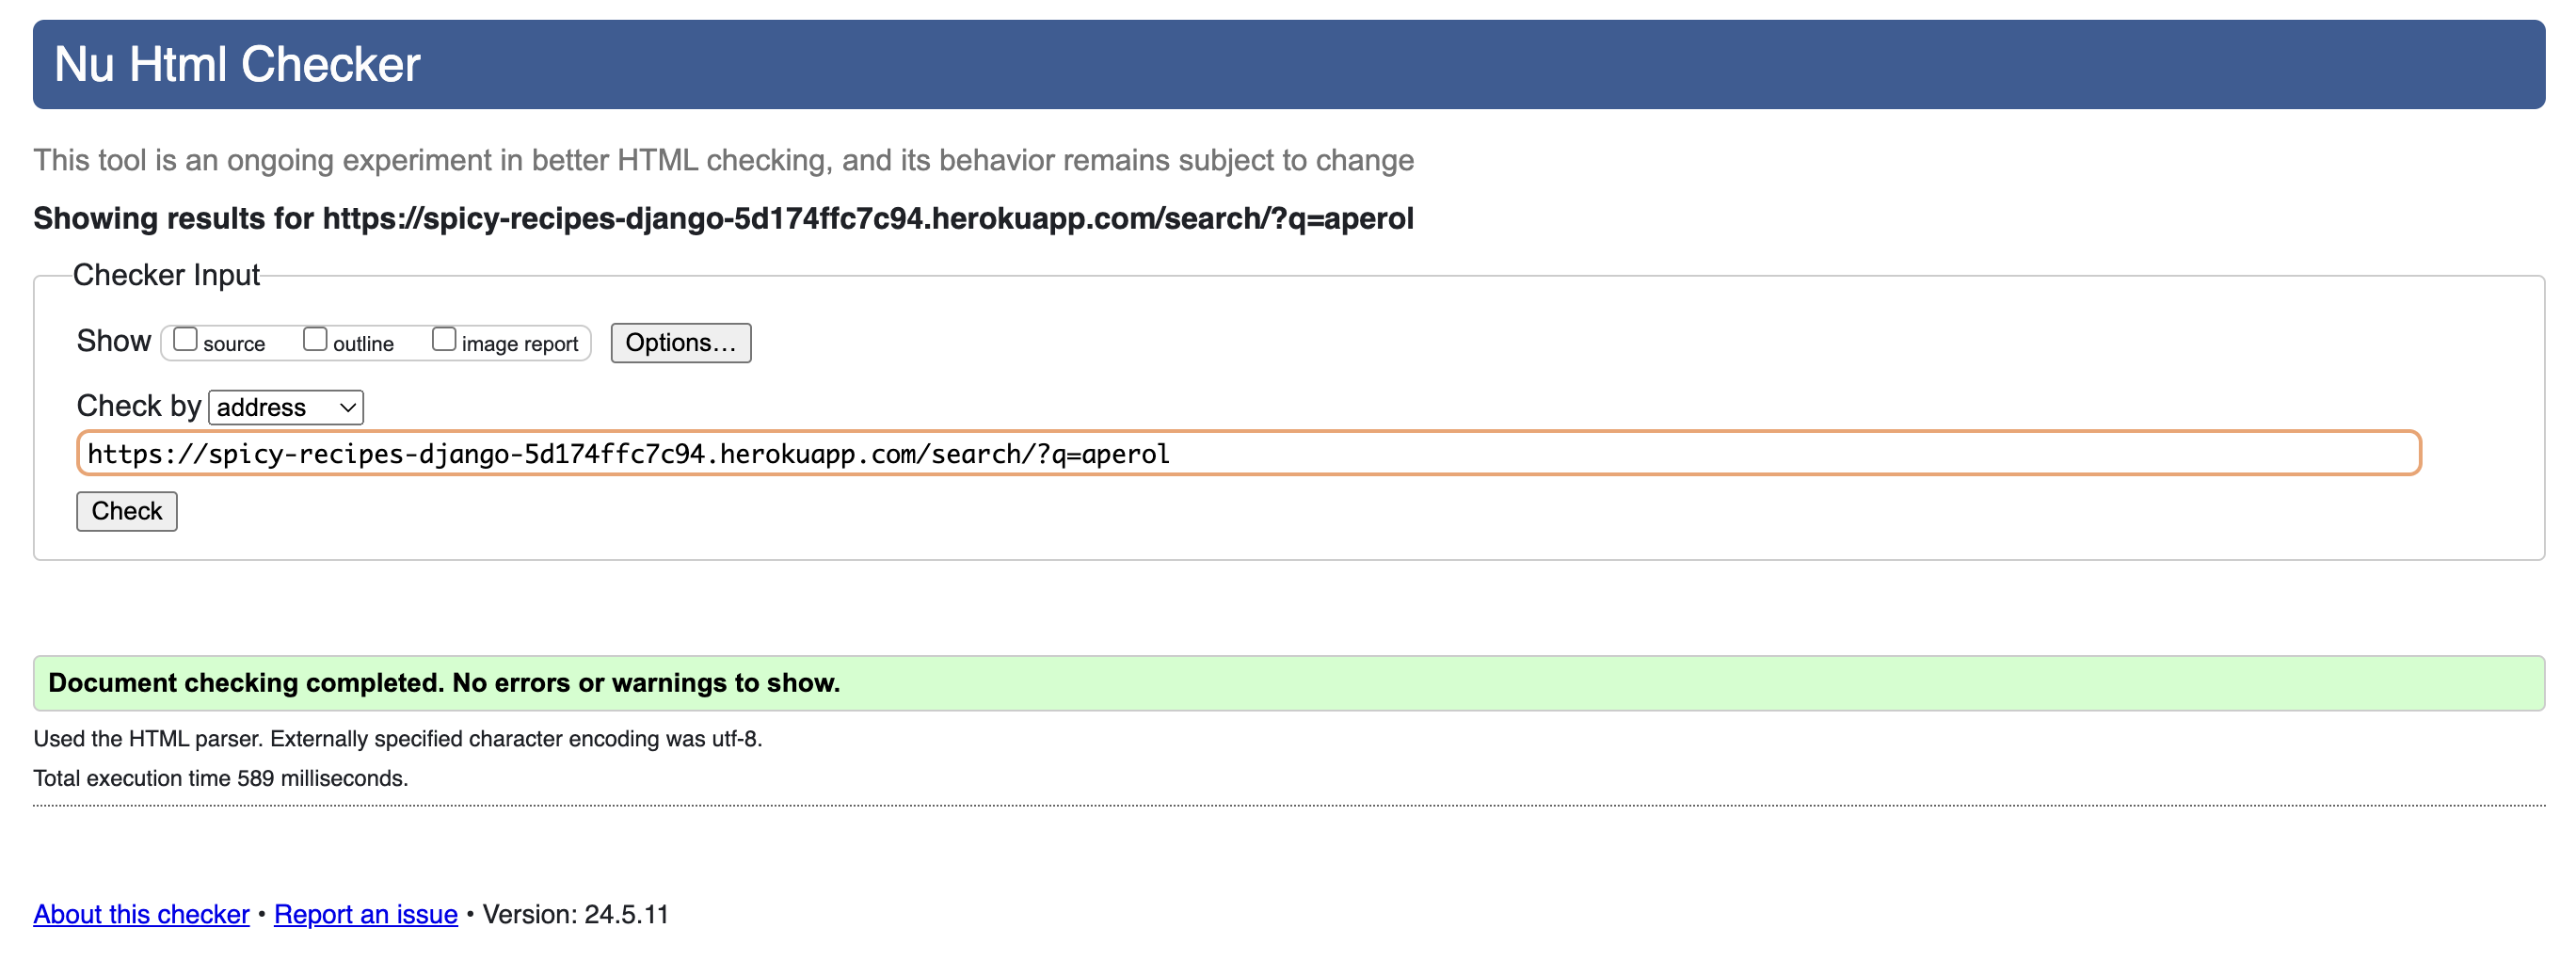 Nu Html Checker
This tool is an ongoing experiment in better HTML checking, and its behavior remains subject to change
Showing results for https://spicy-recipes-django-5d174ffc7c94.herokuapp.com/search/?q=aperol
Checker Input
Show source outline image report Options...
Check by address
https://spicy-recipes-django-5d174ffc7c94.herokuapp.com/search/?q=aperol
Check
Document checking completed. No errors or warnings to show.
Used the HTML parser. Externally specified character encoding was utf-8.
Total execution time 589 milliseconds.
About this checker • Report an issue • Version: 24.5.11